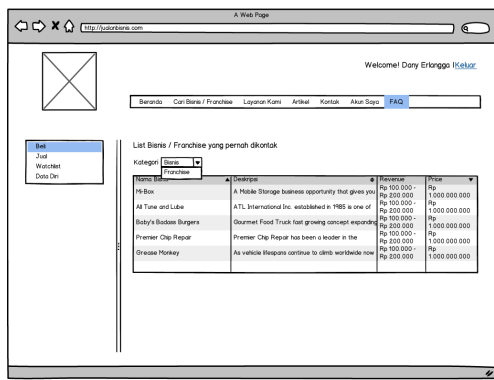 A Web Page
http://jualanbisnis.com
Welcome! Dany Erlangga | Keluar
Beranda Cari Bisnis / Franchise Layanan Kami Artikel Kontak Akun Saya FAQ
Beli
Jual
Watchlist
Data Diri
List Bisnis / Franchise yang pernah dikontak
Kategori Bisnis
Franchise
Nama Deskripsi Revenue Price
Mi-Box A Mobile Storage business opportunity that gives you Rp 100.000 - Rp 200.000 Rp 1.000.000.000
All Tune and Lube ATL International Inc. established in 1985 is one of Rp 100.000 - Rp 200.000 Rp 1.000.000.000
Baby's Badass Burgers Gourmet Food Truck fast growing concept expanding Rp 100.000 - Rp 200.000 Rp 1.000.000.000
Premier Chip Repair Premier Chip Repair has been a leader in the Rp 100.000 - Rp 200.000 Rp 1.000.000.000
Grease Monkey As vehicle lifespans continue to climb worldwide now Rp 100.000 - Rp 200.000 Rp 1.000.000.000